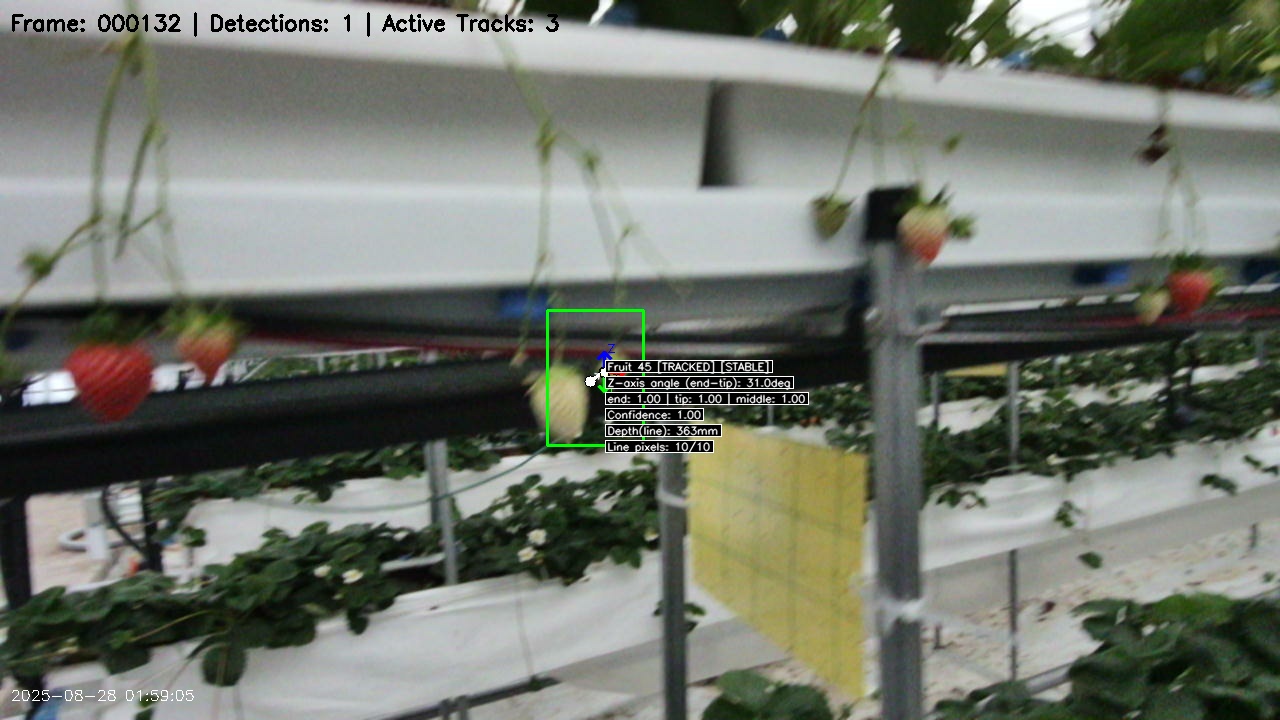 Frame: 000132 | Detections: 1 | Active Tracks: 3
Z
Fruit 45 [TRACKED] [STABLE]
Z-axis angle (end-tip): 31.0deg
end: 1.00 | tip: 1.00 | middle: 1.00
Confidence: 1.00
Depth(line): 363mm
Line pixels: 10/10
2025-08-28 01:59:05